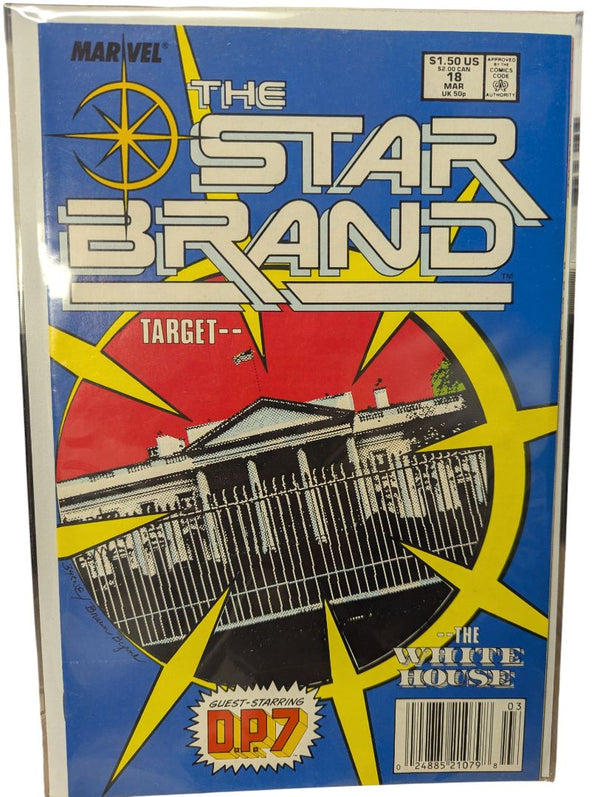 MARVEL®
$1.50 US
$2.00 CAN
18
MAR
UK 50p
APPROVED
BY THE
COMICS
CODE
AUTHORITY
THE
STAR
BRAND
TM
TARGET--
--THE
WHITE
HOUSE
Byrne
GUEST-STARRING
D.P.7
03
0 24885 21079 8